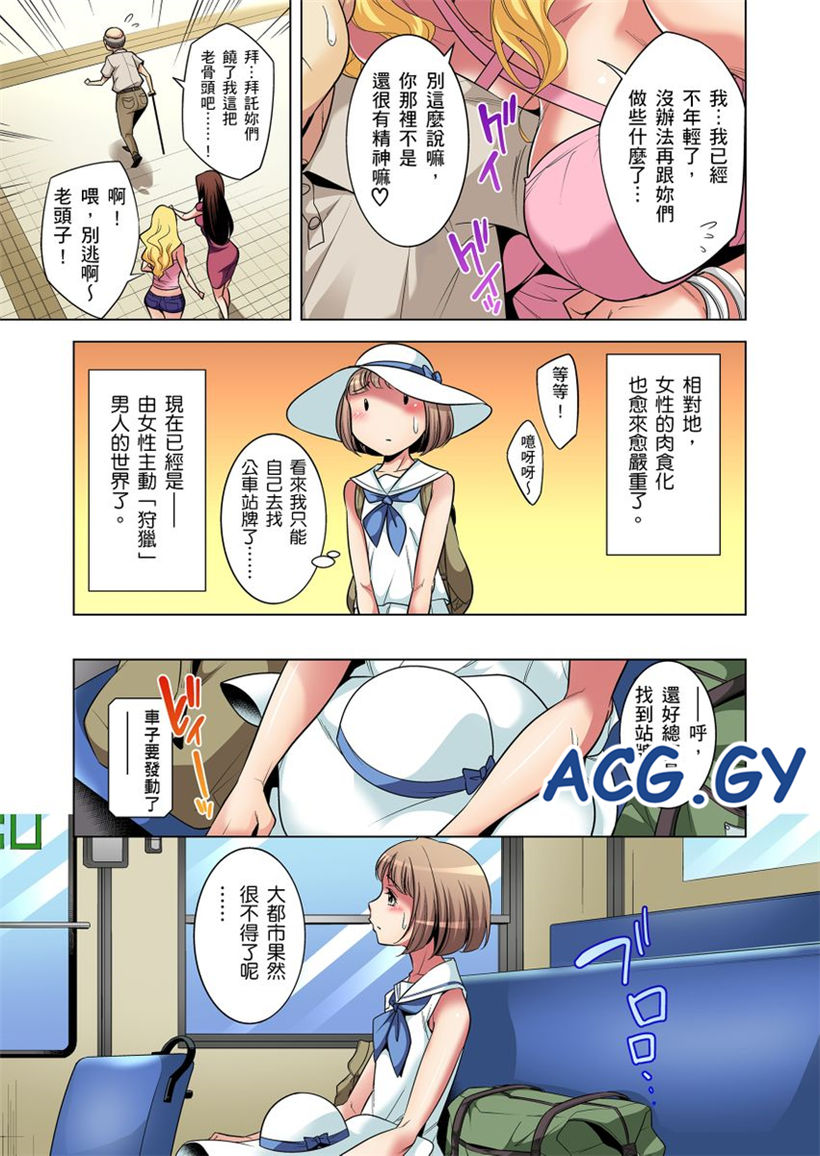 我…我已經
不年輕了，
沒辦法再跟妳們
做些什麼了…
別這麼說嘛，
你那裡不是
還很有精神嘛♡
ビクッ
拜…拜託妳們
饒了我這把
老骨頭吧……！
啊！
喂，別逃啊～
老頭子！
相對地，
女性的肉食化
也愈來愈嚴重了。
等等！
噫呀呀～
看來我只能
自己去找
公車站牌了……
現在已經是——
由女性主動「狩獵」
男人的世界了。
——呼，
還好總
找到站
ACG.GY
ビィーッ
——車子要發動了——
大都市果然
很不得了呢
……
ブロロロ